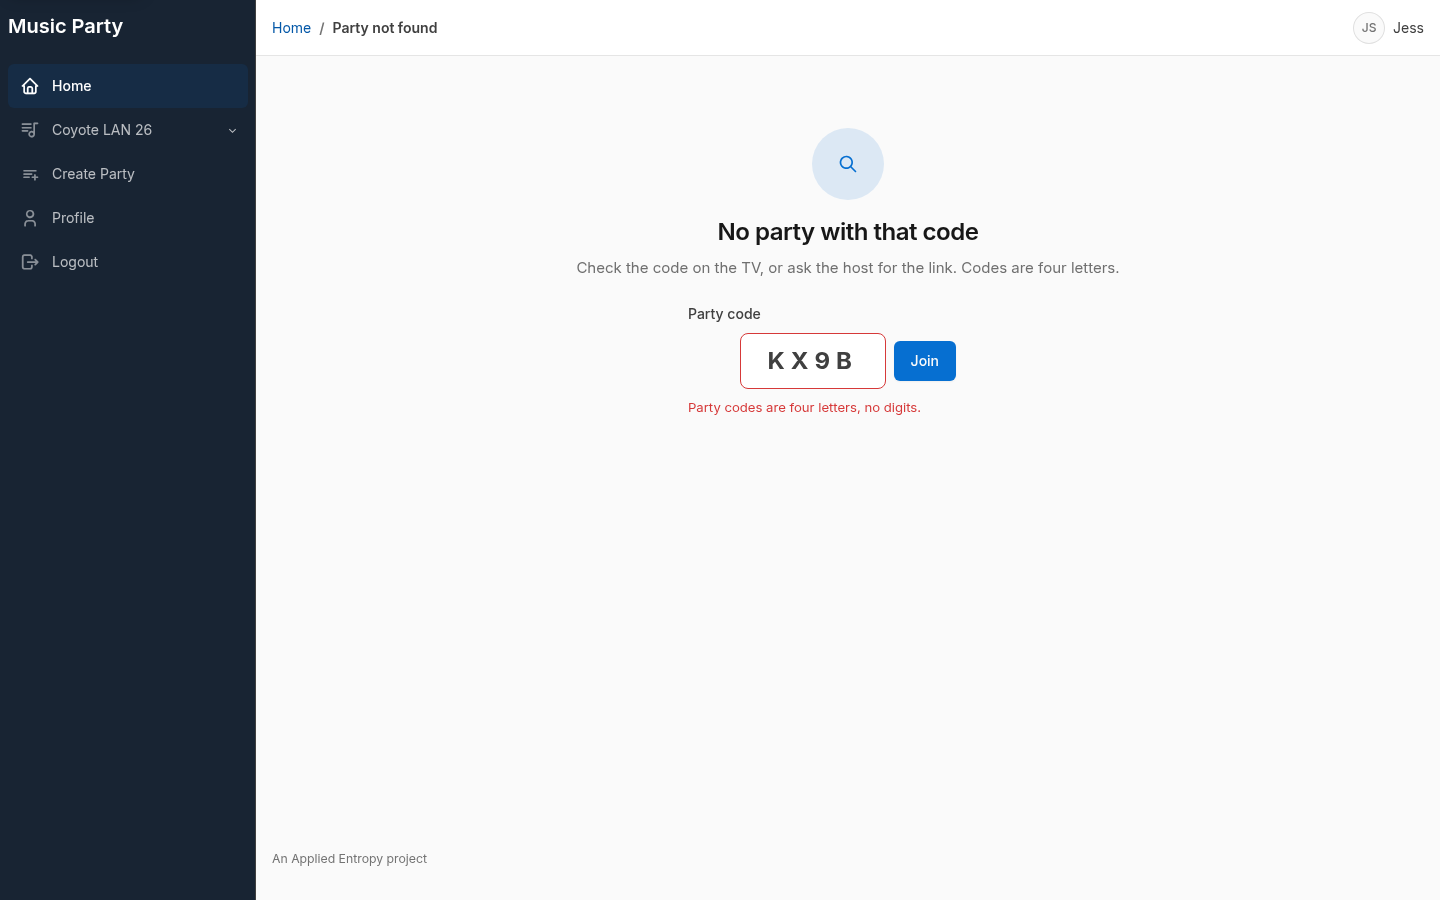 Music Party
Home
Coyote LAN 26
Create Party
Profile
Logout
Home / Party not found
JS Jess
No party with that code
Check the code on the TV, or ask the host for the link. Codes are four letters.
Party code
KX9B
Join
Party codes are four letters, no digits.
An Applied Entropy project